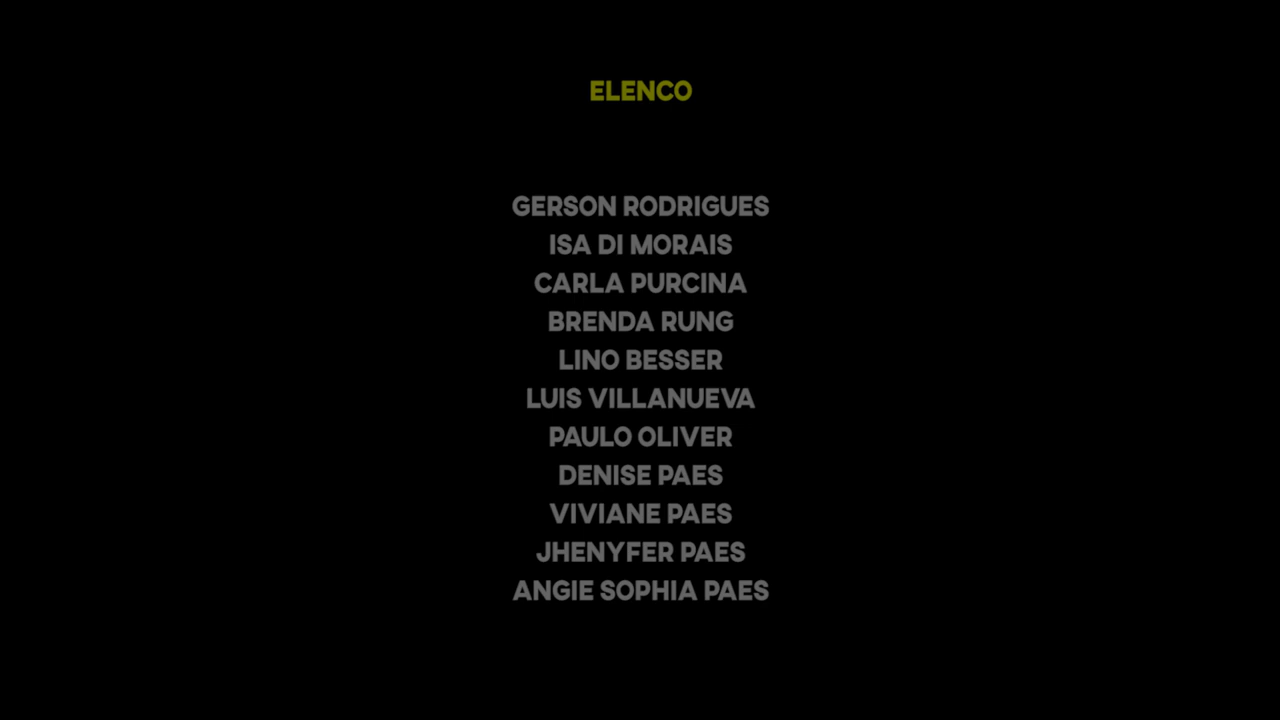 ELENCO
GERSON RODRIGUES
ISA DI MORAIS
CARLA PURCINA
BRENDA RUNG
LINO BESSER
LUIS VILLANUEVA
PAULO OLIVER
DENISE PAES
VIVIANE PAES
JHENYFER PAES
ANGIE SOPHIA PAES